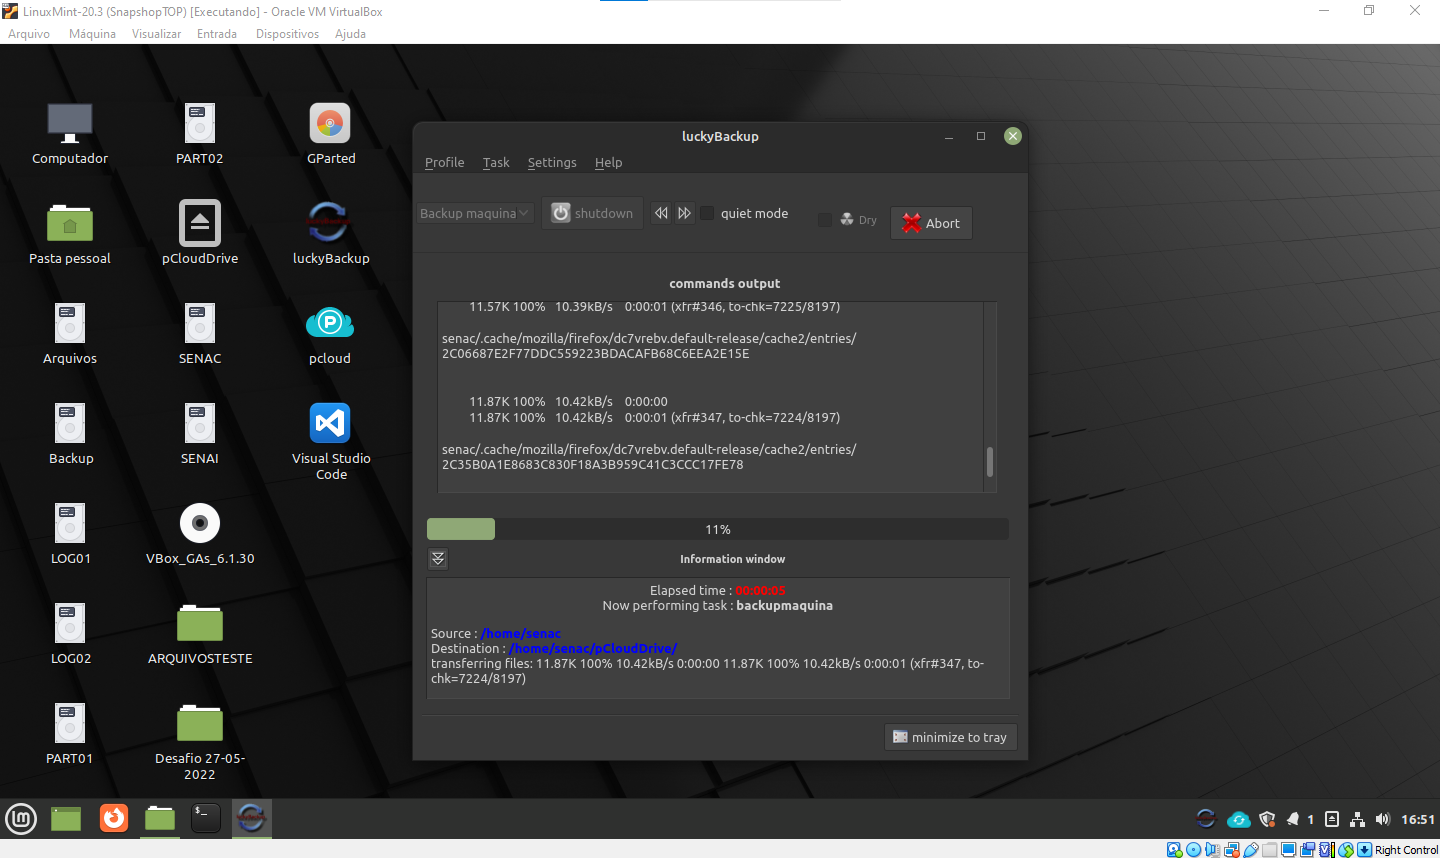 LinuxMint-20.3 (SnapshopTOP) [Executando] - Oracle VM VirtualBox
Arquivo Máquina Visualizar Entrada Dispositivos Ajuda
Computador
PART02
GParted
Pasta pessoal
pCloudDrive
luckyBackup
Arquivos
SENAC
pcloud
Backup
SENAI
Visual Studio
Code
LOG01
VBox_GAs_6.1.30
LOG02
ARQUIVOSTESTE
PART01
Desafio 27-05-
2022
luckyBackup
Profile Task Settings Help
Backup maquina shutdown quiet mode Dry Abort
commands output
11.57K 100% 10.39kB/s 0:00:01 (xfr#346, to-chk=7225/8197)
senac/.cache/mozilla/firefox/dc7vrebv.default-release/cache2/entries/
2C06687E2F77DDC559223BDACAFB68C6EEA2E15E
11.87K 100% 10.42kB/s 0:00:00
11.87K 100% 10.42kB/s 0:00:01 (xfr#347, to-chk=7224/8197)
senac/.cache/mozilla/firefox/dc7vrebv.default-release/cache2/entries/
2C35B0A1E8683C830F18A3B959C41C3CCC17FE78
11%
Information window
Elapsed time : 00:00:05
Now performing task : backupmaquina
Source : /home/senac
Destination : /home/senac/pCloudDrive/
transferring files: 11.87K 100% 10.42kB/s 0:00:00 11.87K 100% 10.42kB/s 0:00:01 (xfr#347, to-
chk=7224/8197)
minimize to tray
1 16:51
Right Control